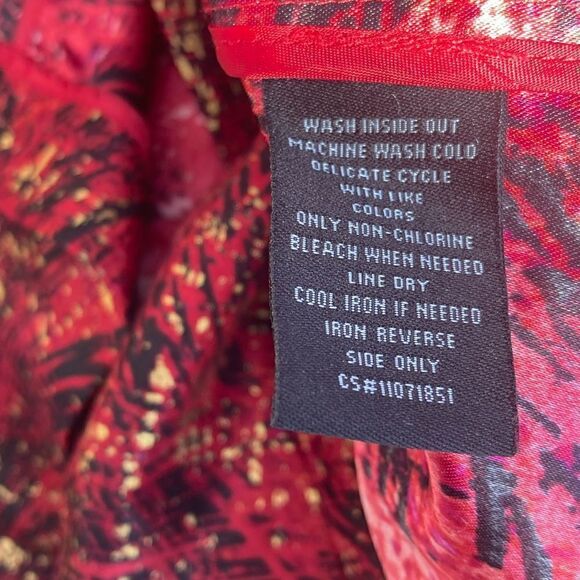 WASH INSIDE OUT
MACHINE WASH COLD
DELICATE CYCLE
WITH LIKE
COLORS
ONLY NON-CHLORINE
BLEACH WHEN NEEDED
LINE DRY
COOL IRON IF NEEDED
IRON REVERSE
SIDE ONLY
CS#11071851